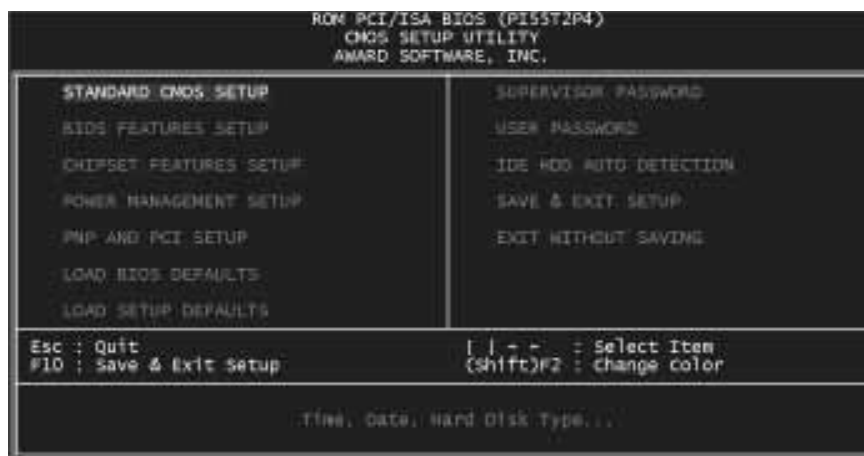 ROM PCI/ISA BIOS (PI55T2P4)
CMOS SETUP UTILITY
AWARD SOFTWARE, INC.
STANDARD CMOS SETUP
BIOS FEATURES SETUP
CHIPSET FEATURES SETUP
POWER MANAGEMENT SETUP
PNP AND PCI SETUP
LOAD BIOS DEFAULTS
LOAD SETUP DEFAULTS
SUPERVISOR PASSWORD
USER PASSWORD
IDE HDD AUTO DETECTION
SAVE & EXIT SETUP
EXIT WITHOUT SAVING
Esc : Quit
F10 : Save & Exit Setup
: Select Item
(Shift)F2 : Change Color
Time, Date, Hard Disk Type...